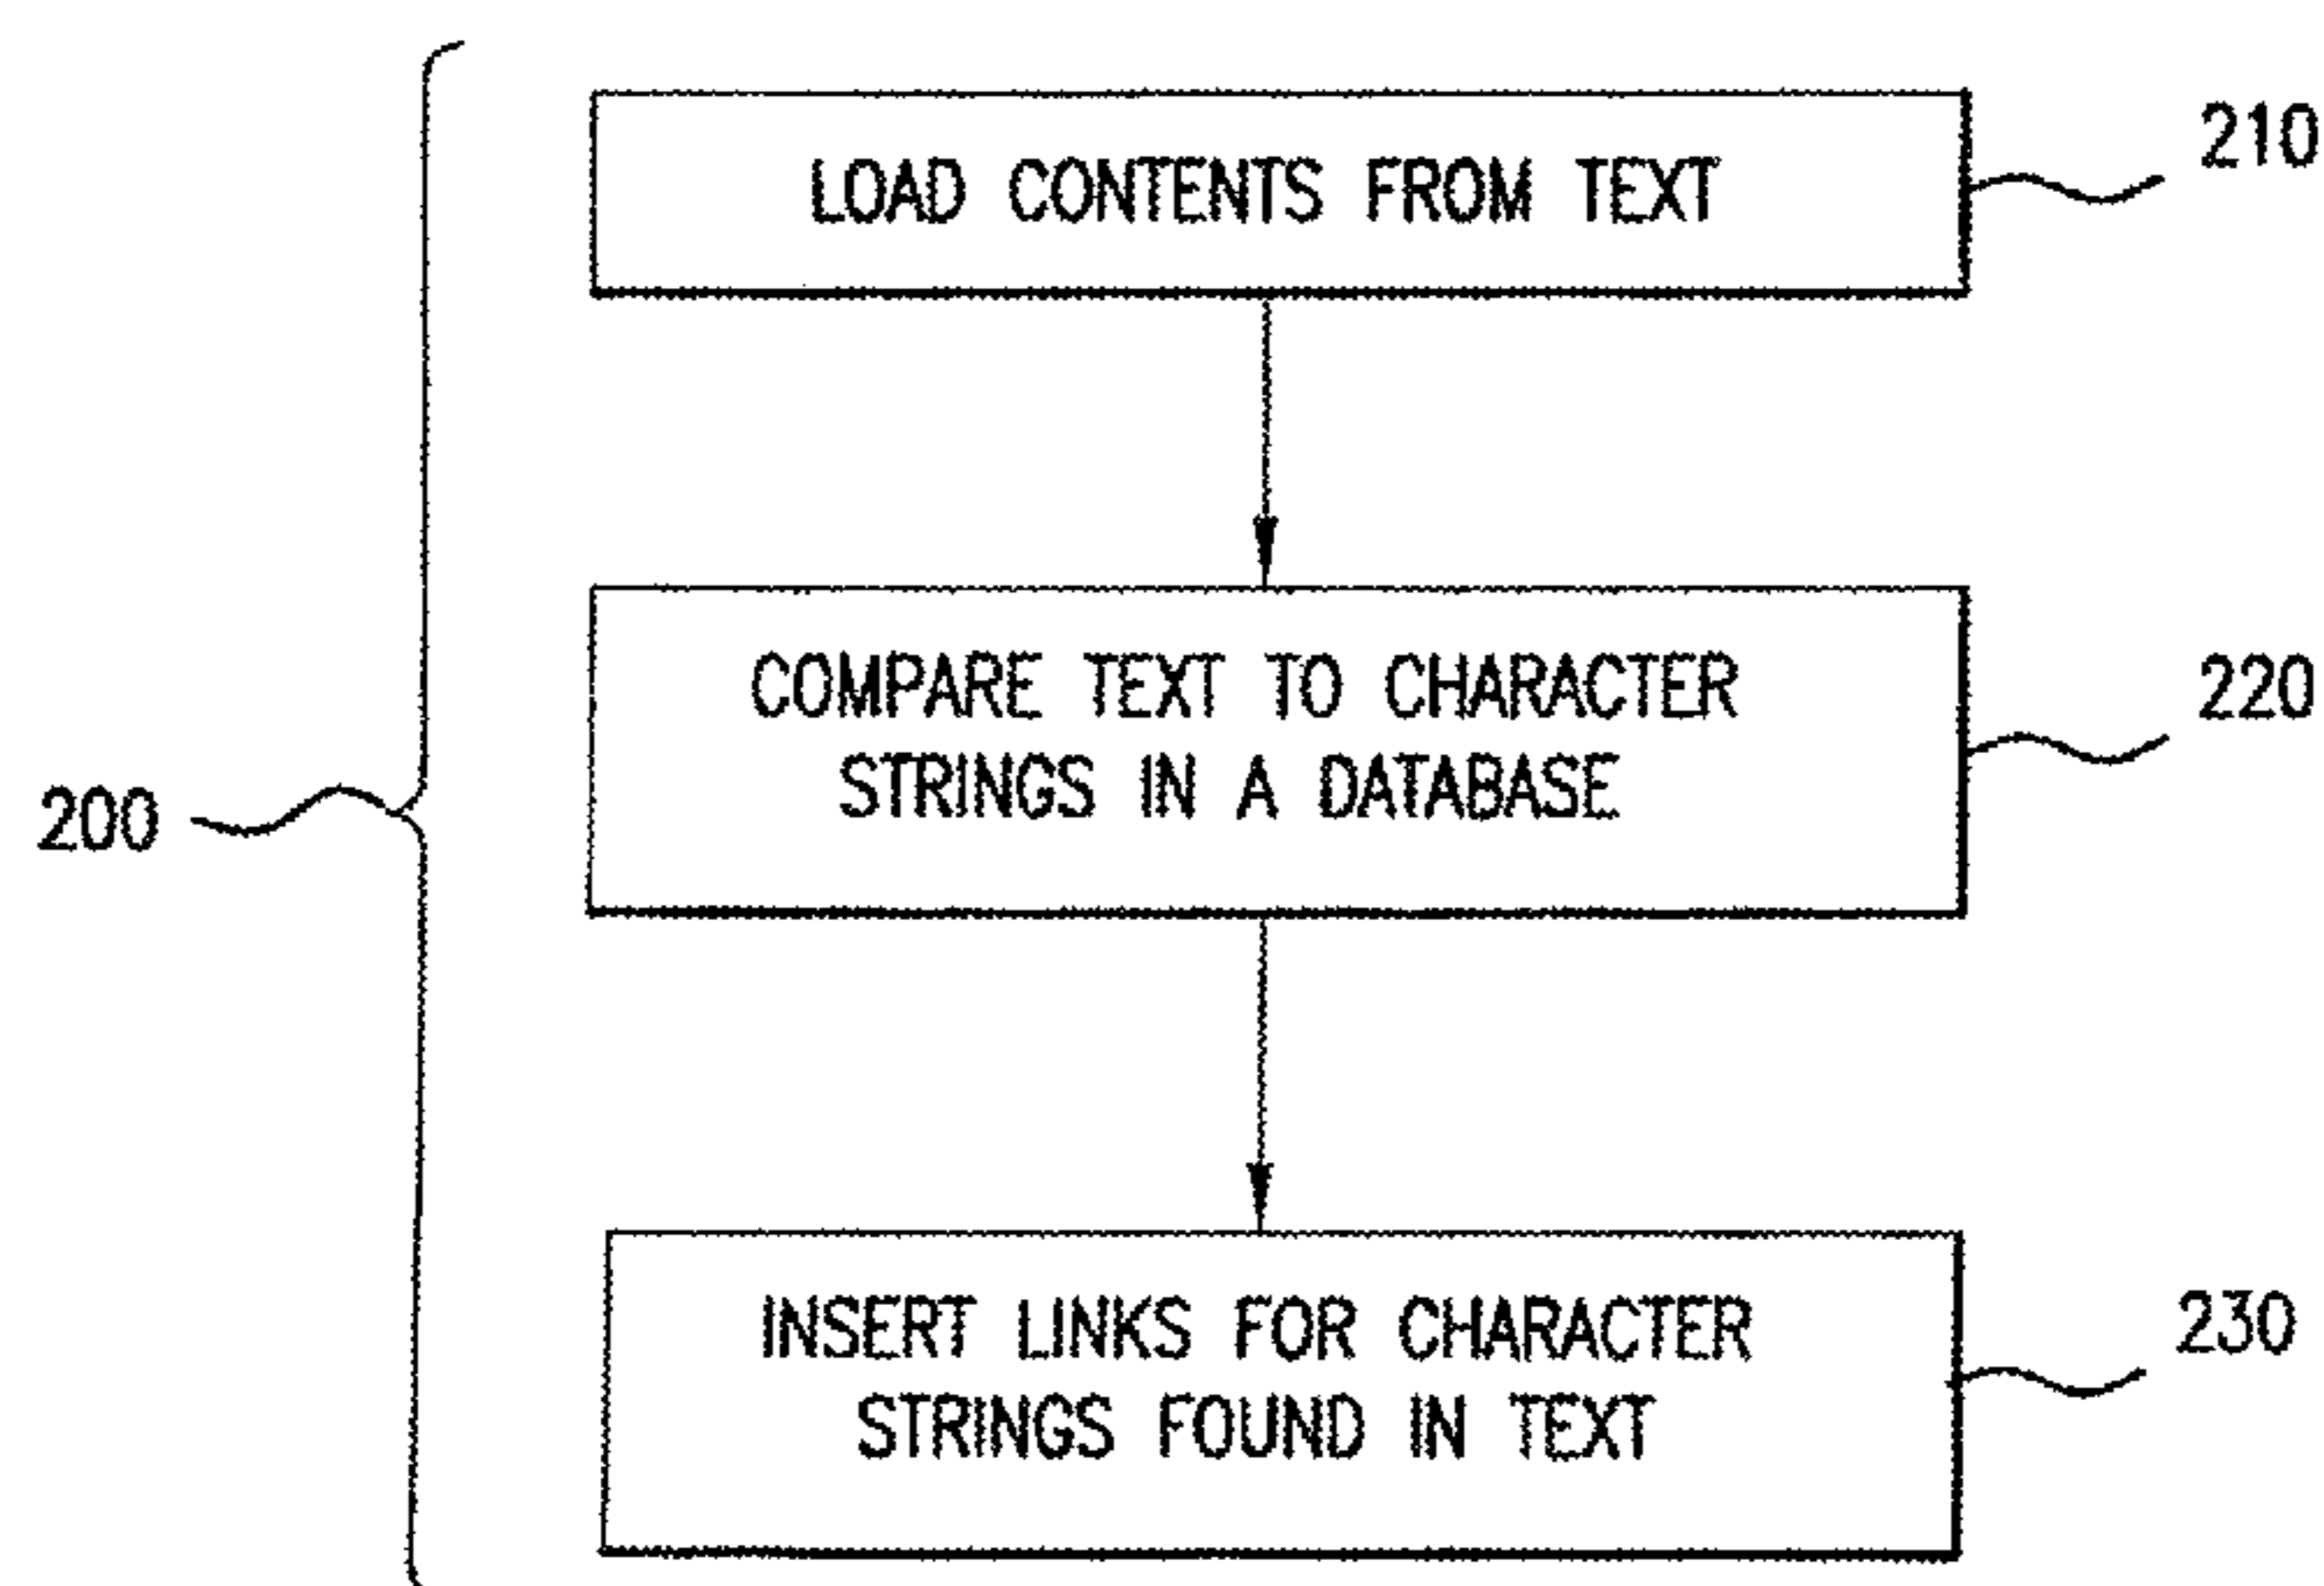 LOAD CONTENTS FROM TEXT
210
COMPARE TEXT TO CHARACTER
STRINGS IN A DATABASE
220
200
INSERT LINKS FOR CHARACTER
STRINGS FOUND IN TEXT
230